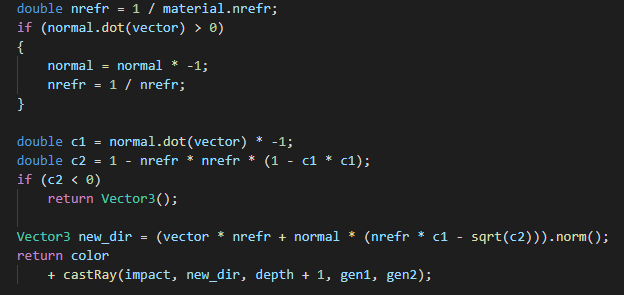 double nrefr = 1 / material.nrefr;
if (normal.dot(vector) > 0)
{
    normal = normal * -1;
    nrefr = 1 / nrefr;
}

double c1 = normal.dot(vector) * -1;
double c2 = 1 - nrefr * nrefr * (1 - c1 * c1);
if (c2 < 0)
    return Vector3();

Vector3 new_dir = (vector * nrefr + normal * (nrefr * c1 - sqrt(c2))).norm();
return color
    + castRay(impact, new_dir, depth + 1, gen1, gen2);